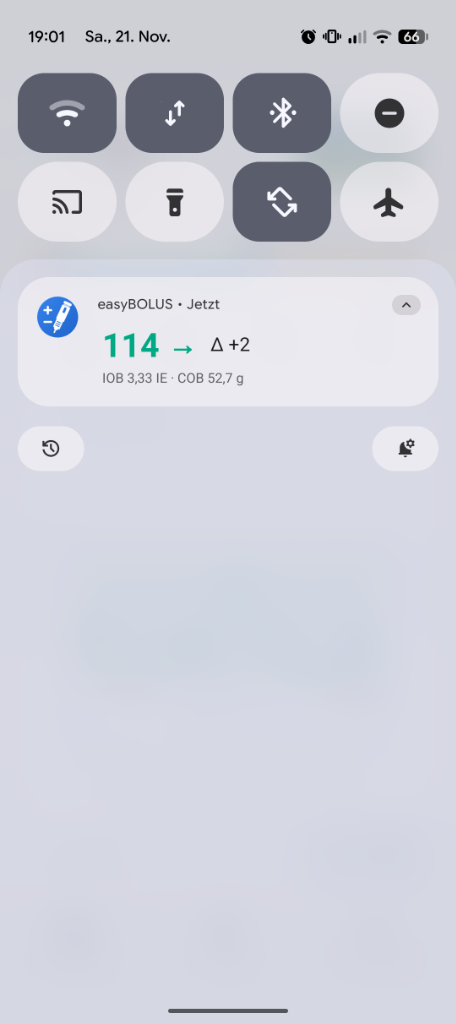 19:01 Sa., 21. Nov. 66
easyBOLUS • Jetzt
114 → Δ +2
IOB 3,33 IE · COB 52,7 g